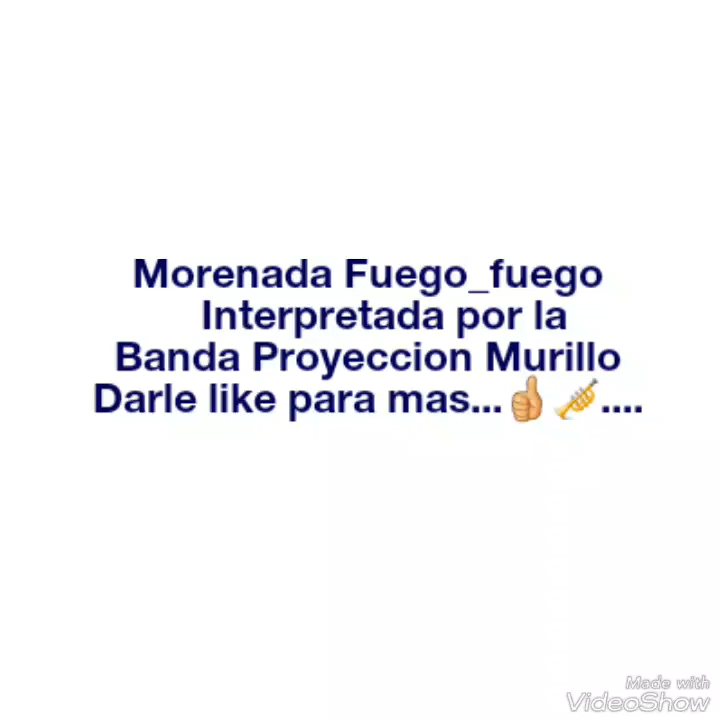 Morenada Fuego_fuego
Interpretada por la
Banda Proyeccion Murillo
Darle like para mas...👍🎺....
Made with
VideoShow